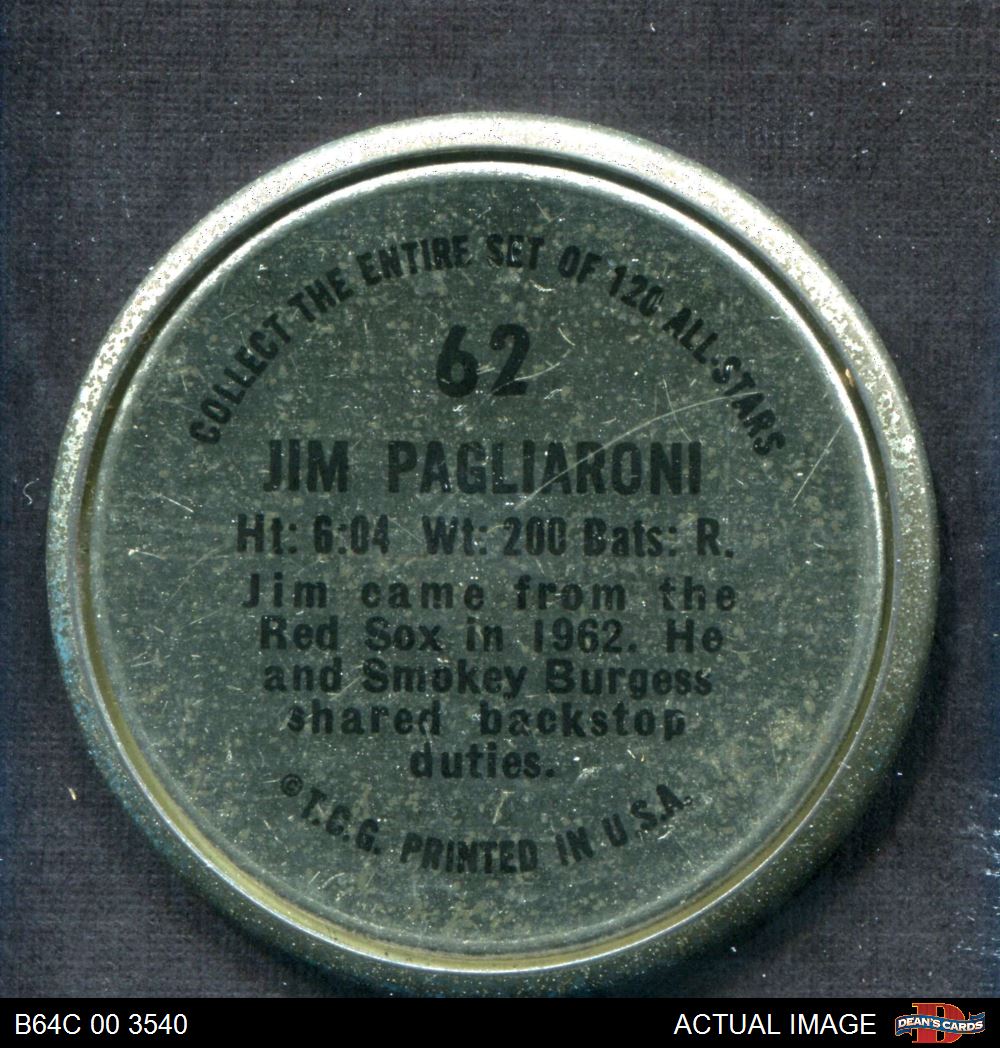 COLLECT THE ENTIRE SET OF 120 ALL-STARS
62
JIM PAGLIARONI
Ht: 6:04 Wt: 200 Bats: R.
Jim came from the
Red Sox in 1962. He
and Smokey Burgess
shared backstop
duties.
©T.C.G. PRINTED IN U.S.A.
B64C 00 3540
ACTUAL IMAGE
D
DEAN'S CARDS